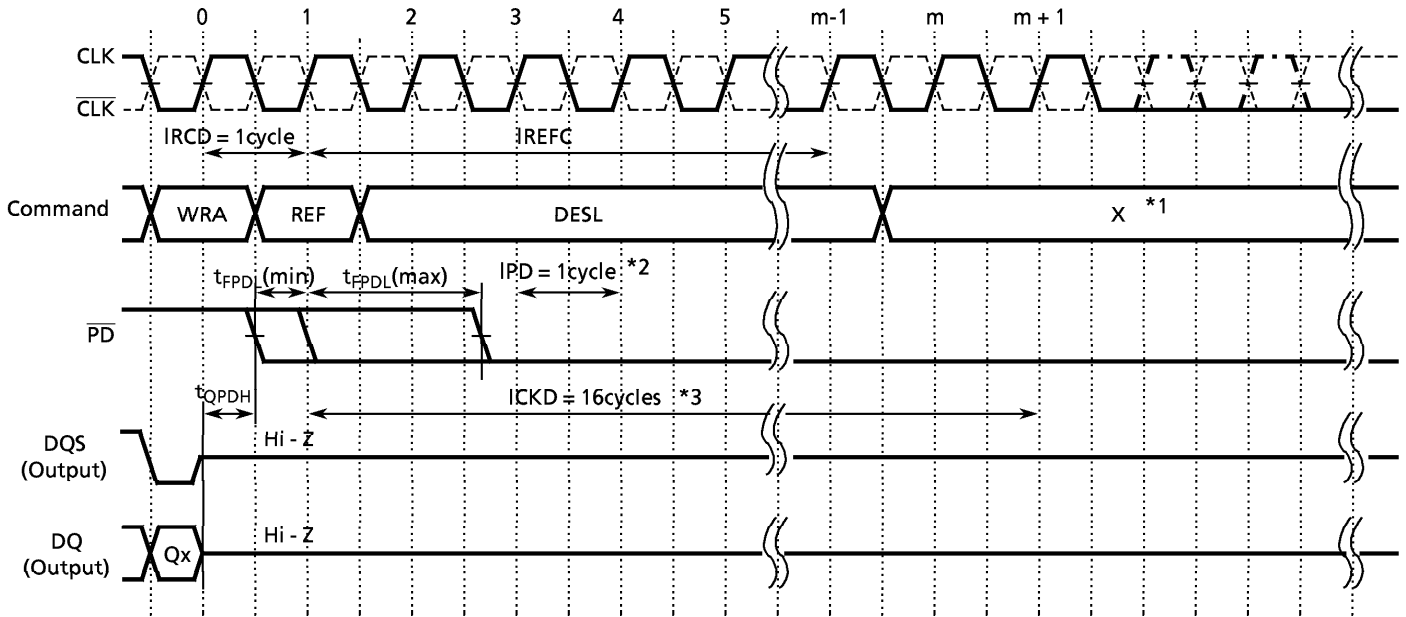 0 1 2 3 4 5 m-1 m m + 1
CLK
CLK
lRCD = 1cycle lREFC
Command WRA REF DESL X *1
tFPDL(min) tFPDL(max) lPD = 1cycle *2
PD
tQPDH lCKD = 16cycles *3
DQS
(Output)
Hi - Z
DQ
(Output)
Qx
Hi - Z